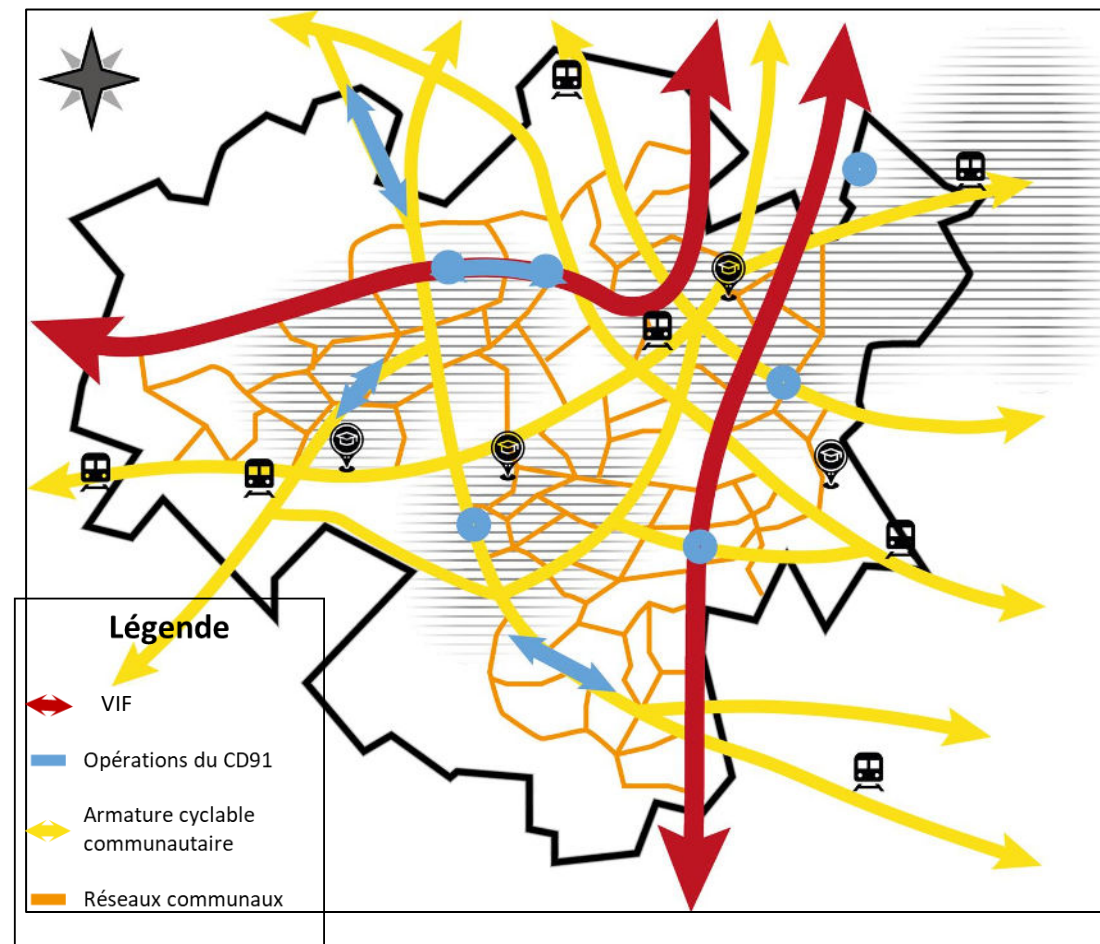 Légende
VIF
Opérations du CD91
Armature cyclable
communautaire
Réseaux communaux